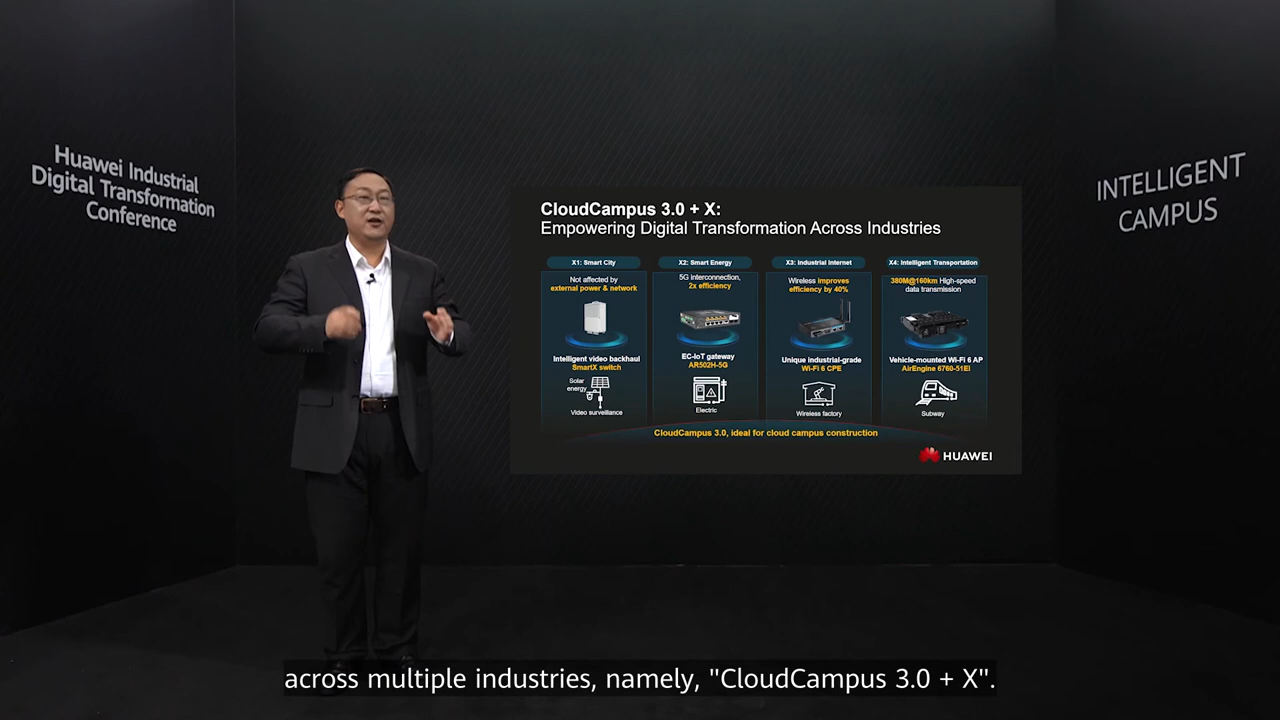 Huawei Industrial
Digital Transformation
Conference
INTELLIGENT
CAMPUS
CloudCampus 3.0 + X:
Empowering Digital Transformation Across Industries
X1: Smart City
Not affected by
external power & network
Intelligent video backhaul
SmartX switch
Solar
energy
Video surveillance
X2: Smart Energy
5G interconnection,
2x efficiency
EC-IoT gateway
AR502H-5G
Electric
X3: Industrial Internet
Wireless improves
efficiency by 40%
Unique industrial-grade
Wi-Fi 6 CPE
Wireless factory
X4: Intelligent Transportation
380M@160km High-speed
data transmission
Vehicle-mounted Wi-Fi 6 AP
AirEngine 6760-51EI
Subway
CloudCampus 3.0, ideal for cloud campus construction
HUAWEI
across multiple industries, namely, "CloudCampus 3.0 + X".